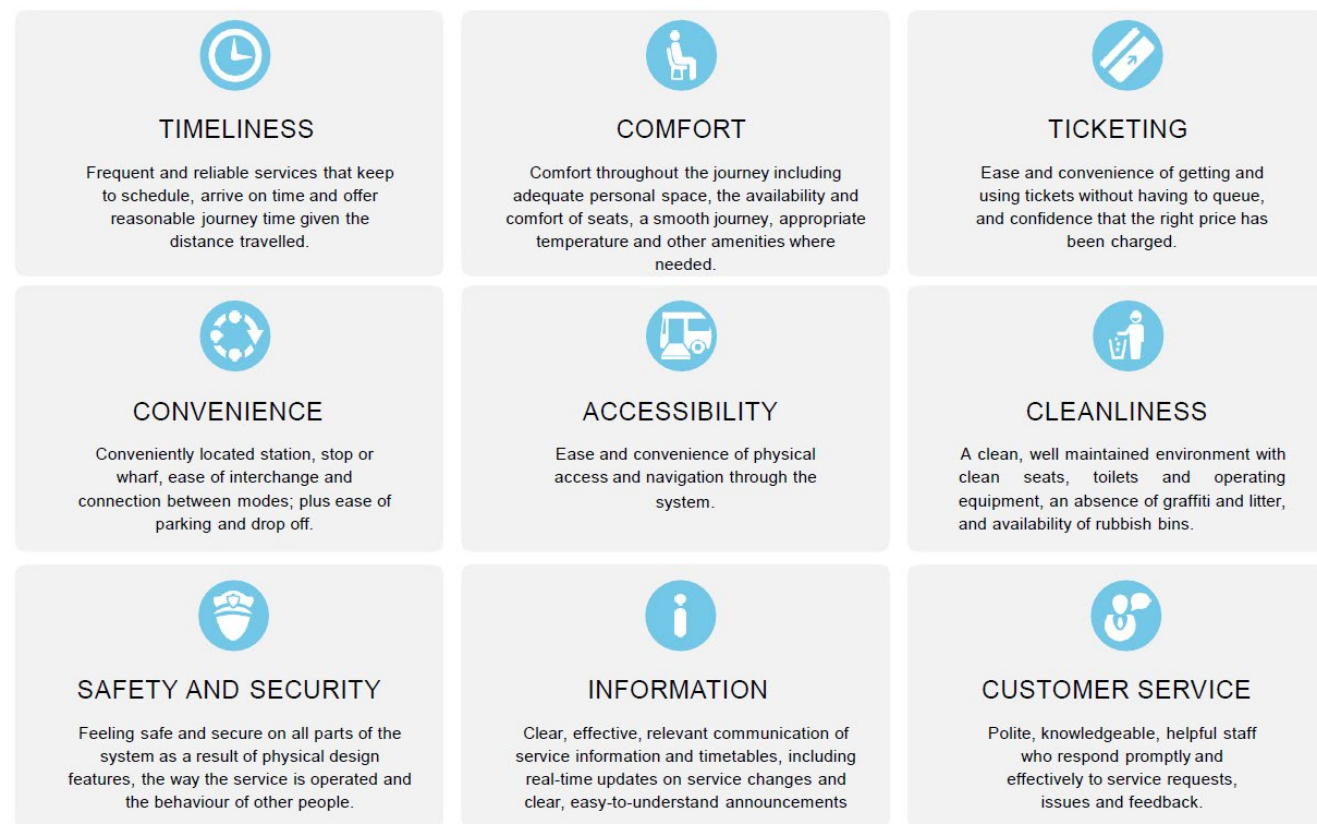 TIMELINESS
Frequent and reliable services that keep
to schedule, arrive on time and offer
reasonable journey time given the
distance travelled.
COMFORT
Comfort throughout the journey including
adequate personal space, the availability and
comfort of seats, a smooth journey, appropriate
temperature and other amenities where
needed.
TICKETING
Ease and convenience of getting and
using tickets without having to queue,
and confidence that the right price has
been charged.
CONVENIENCE
Conveniently located station, stop or
wharf, ease of interchange and
connection between modes; plus ease of
parking and drop off.
ACCESSIBILITY
Ease and convenience of physical
access and navigation through the
system.
CLEANLINESS
A clean, well maintained environment with
clean seats, toilets and operating
equipment, an absence of graffiti and litter,
and availability of rubbish bins.
SAFETY AND SECURITY
Feeling safe and secure on all parts of the
system as a result of physical design
features, the way the service is operated and
the behaviour of other people.
INFORMATION
Clear, effective, relevant communication of
service information and timetables, including
real-time updates on service changes and
clear, easy-to-understand announcements
CUSTOMER SERVICE
Polite, knowledgeable, helpful staff
who respond promptly and
effectively to service requests,
issues and feedback.